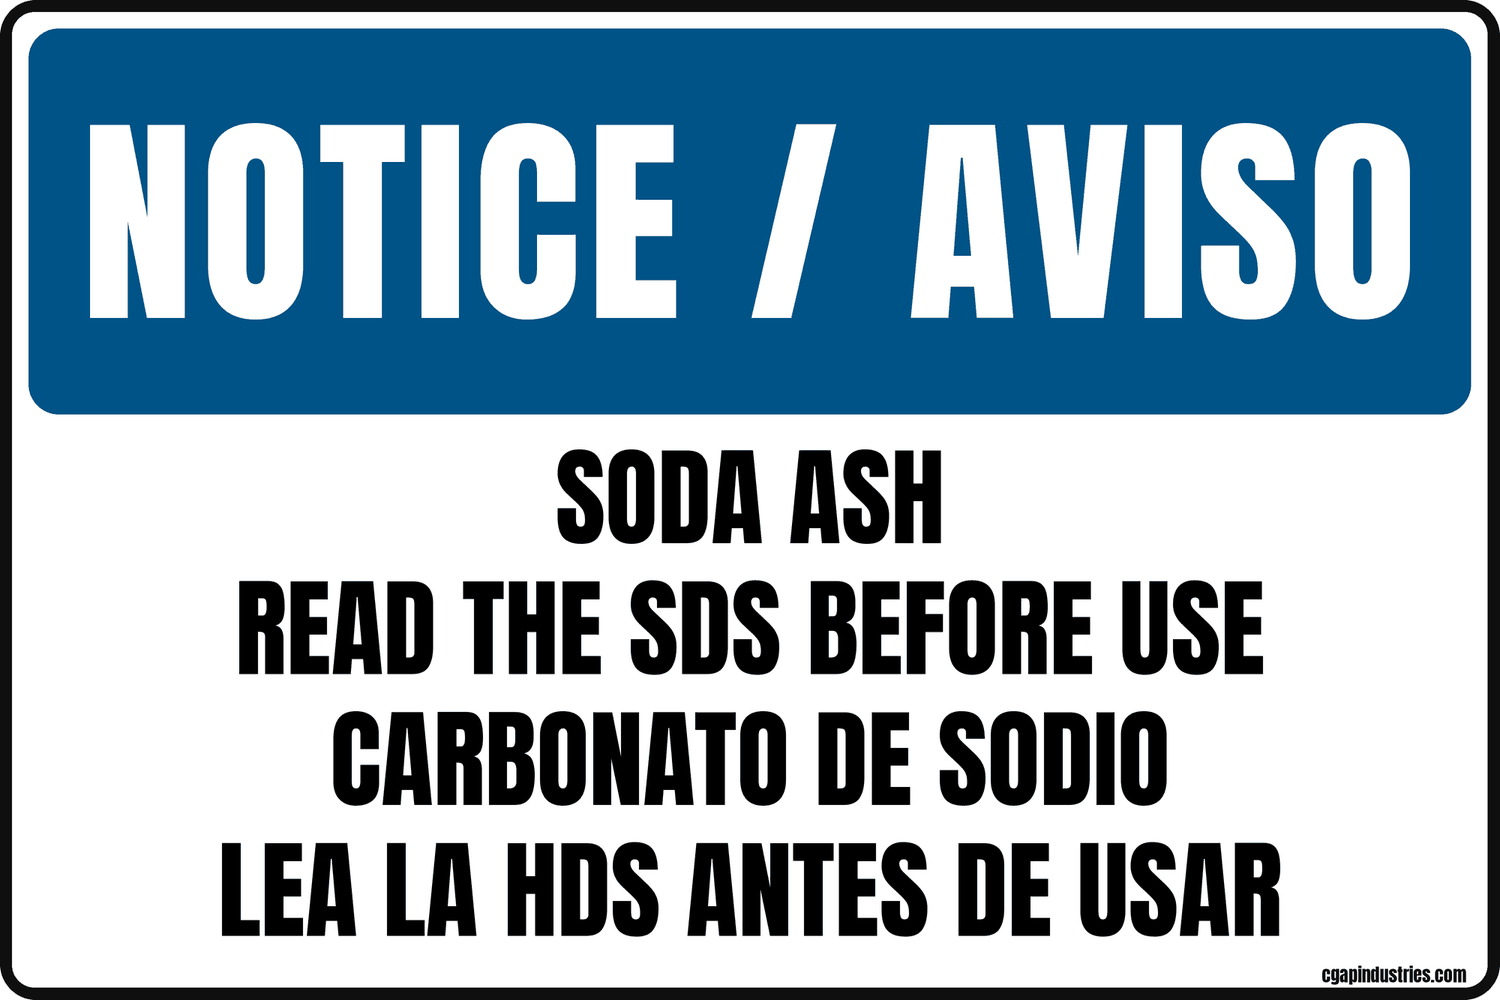 NOTICE / AVISO
SODA ASH
READ THE SDS BEFORE USE
CARBONATO DE SODIO
LEA LA HDS ANTES DE USAR
cgapindustries.com